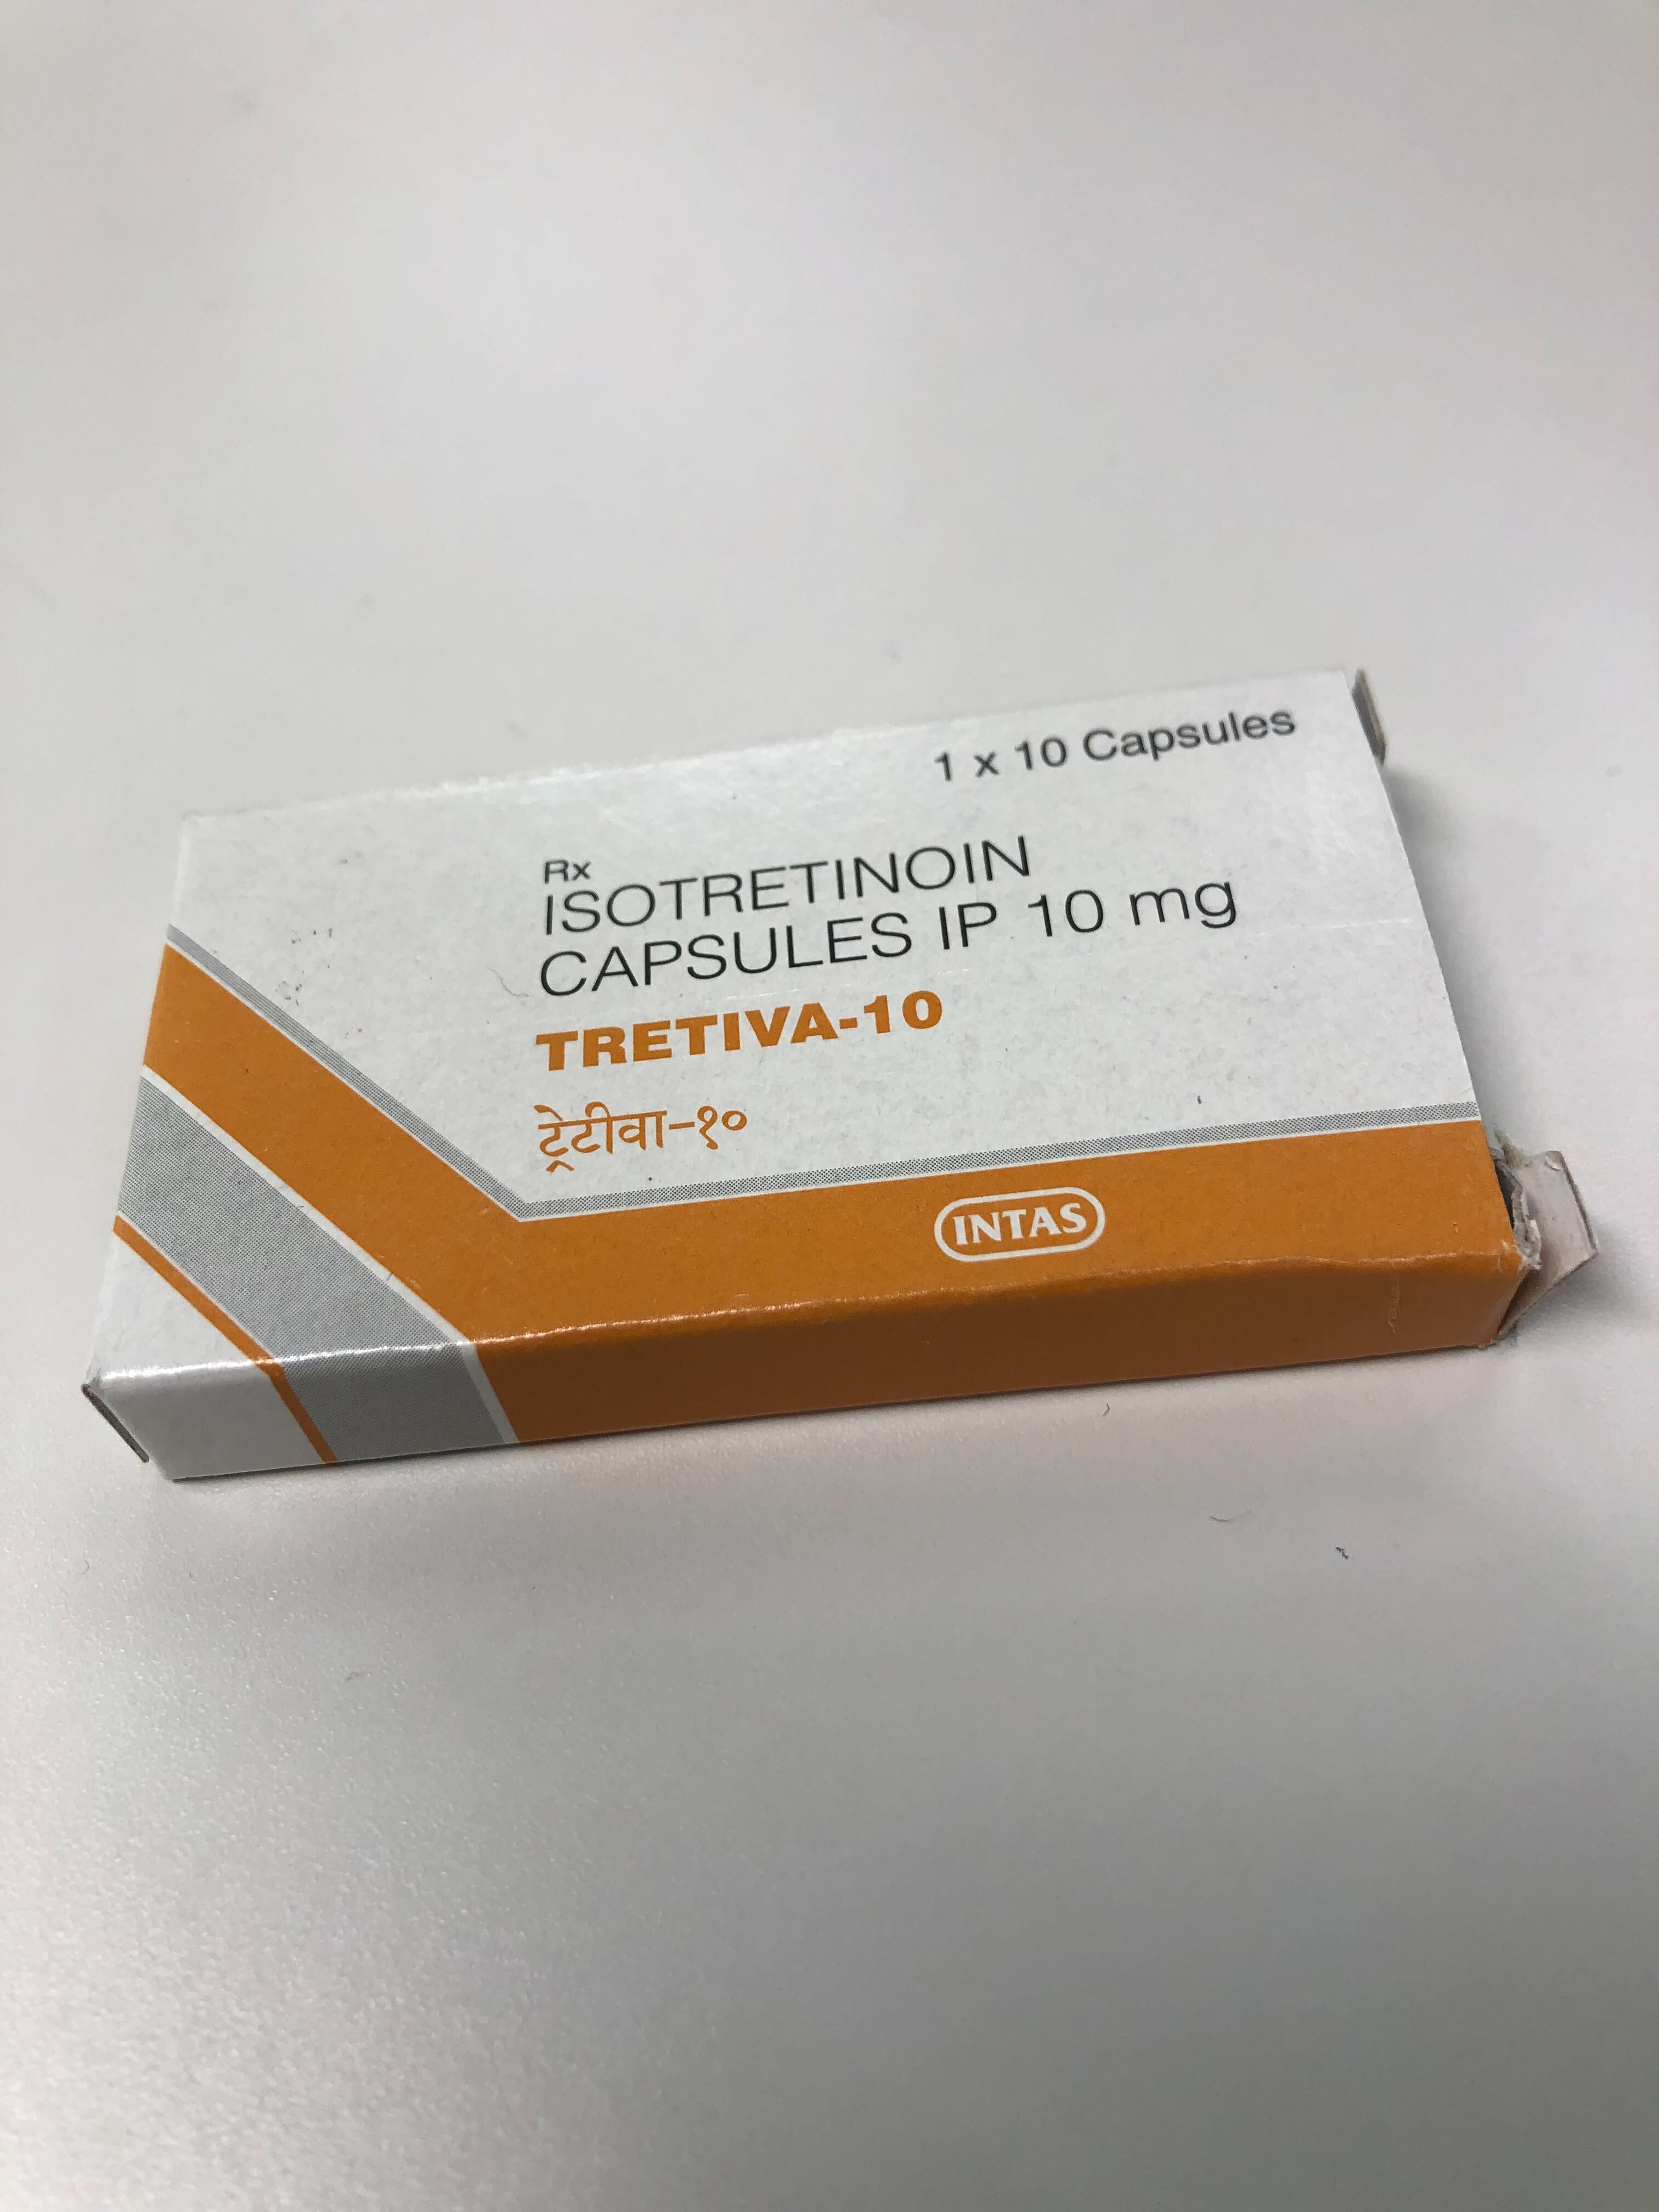 1 x 10 Capsules
Rx
ISOTRETINOIN
CAPSULES IP 10 mg
TRETIVA-10
ट्रेटीवा-१०
INTAS